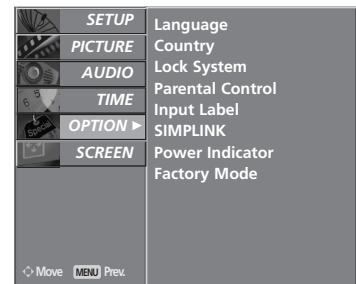 SETUP
PICTURE
AUDIO
TIME
OPTION ►
SCREEN
Language
Country
Lock System
Parental Control
Input Label
SIMPLINK
Power Indicator
Factory Mode
Move MENU Prev.